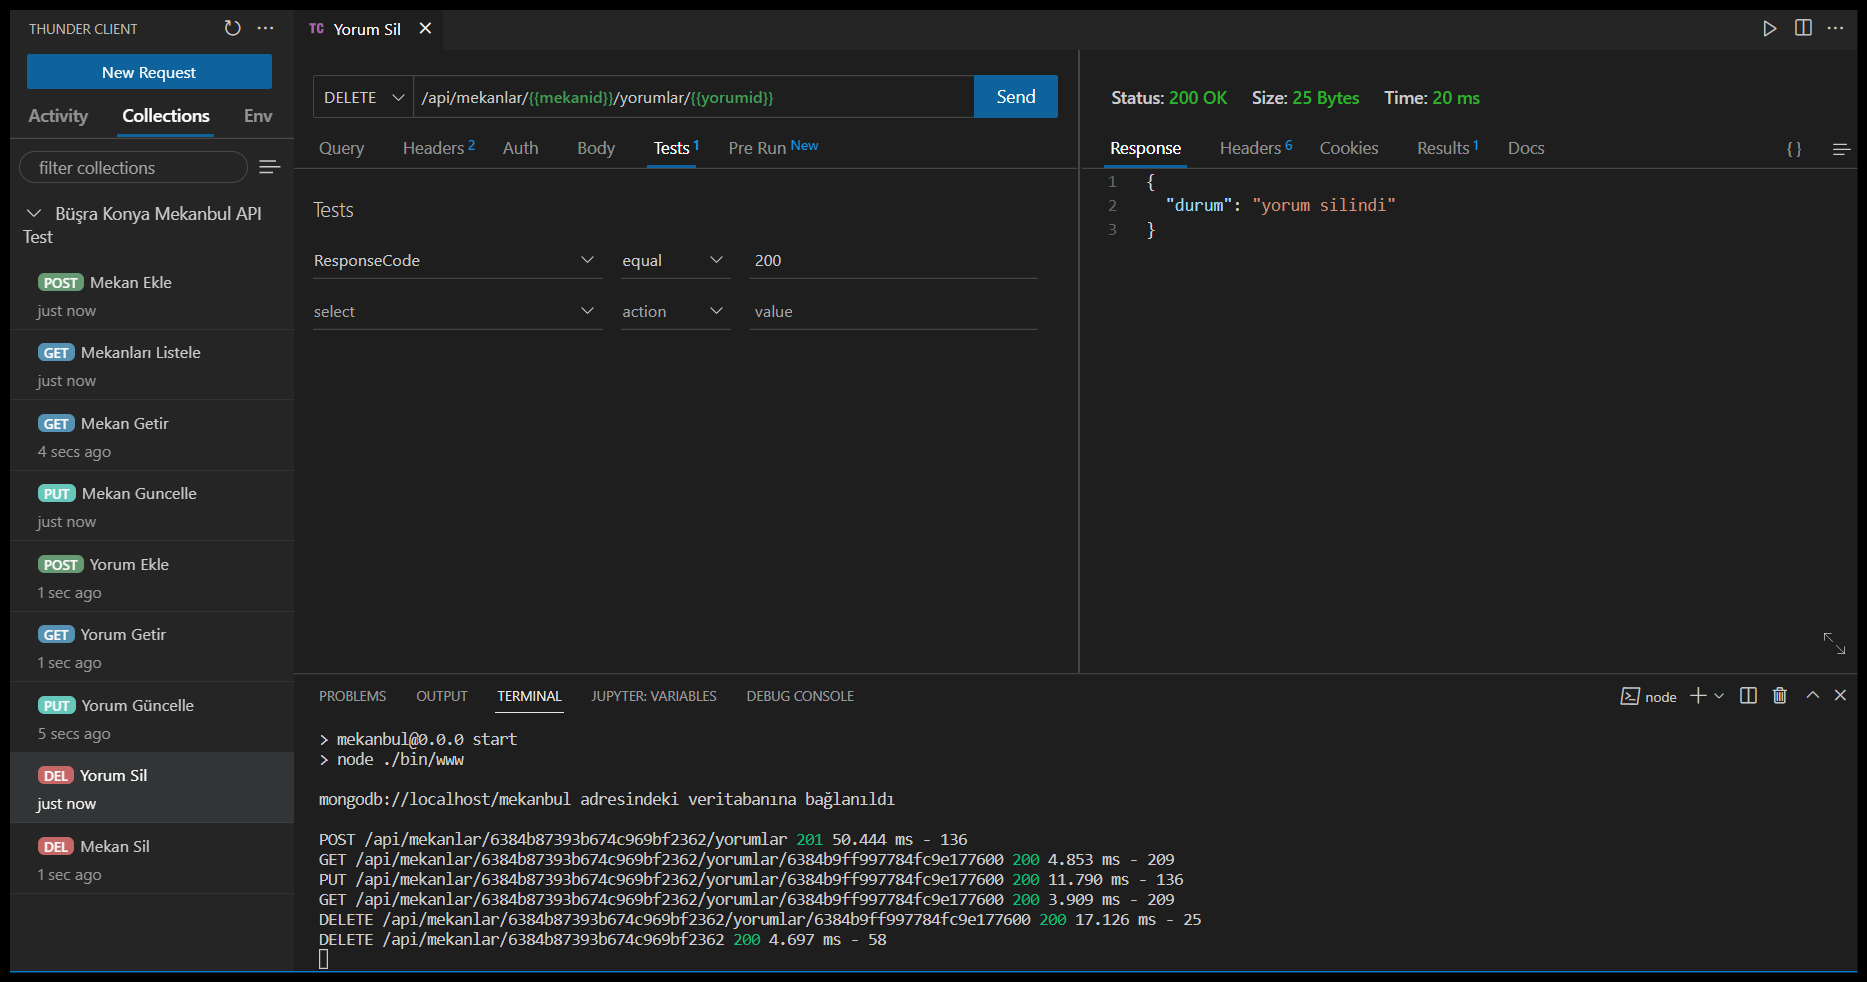 THUNDER CLIENT
New Request
Activity Collections Env
filter collections
Büşra Konya Mekanbul API
Test
POST Mekan Ekle
just now
GET Mekanları Listele
just now
GET Mekan Getir
4 secs ago
PUT Mekan Guncelle
just now
POST Yorum Ekle
1 sec ago
GET Yorum Getir
1 sec ago
PUT Yorum Güncelle
5 secs ago
DEL Yorum Sil
just now
DEL Mekan Sil
1 sec ago
TC Yorum Sil
DELETE /api/mekanlar/{{mekanid}}/yorumlar/{{yorumid}} Send
Query Headers 2 Auth Body Tests 1 Pre Run New
Tests
ResponseCode equal 200
select action value
Status: 200 OK Size: 25 Bytes Time: 20 ms
Response Headers 6 Cookies Results 1 Docs { }
1 {
2 "durum": "yorum silindi"
3 }
PROBLEMS OUTPUT TERMINAL JUPYTER: VARIABLES DEBUG CONSOLE
node
> mekanbul@0.0.0 start
> node ./bin/www
mongodb://localhost/mekanbul adresindeki veritabanına bağlanıldı
POST /api/mekanlar/6384b87393b674c969bf2362/yorumlar 201 50.444 ms - 136
GET /api/mekanlar/6384b87393b674c969bf2362/yorumlar/6384b9ff997784fc9e177600 200 4.853 ms - 209
PUT /api/mekanlar/6384b87393b674c969bf2362/yorumlar/6384b9ff997784fc9e177600 200 11.790 ms - 136
GET /api/mekanlar/6384b87393b674c969bf2362/yorumlar/6384b9ff997784fc9e177600 200 3.909 ms - 209
DELETE /api/mekanlar/6384b87393b674c969bf2362/yorumlar/6384b9ff997784fc9e177600 200 17.126 ms - 25
DELETE /api/mekanlar/6384b87393b674c969bf2362 200 4.697 ms - 58